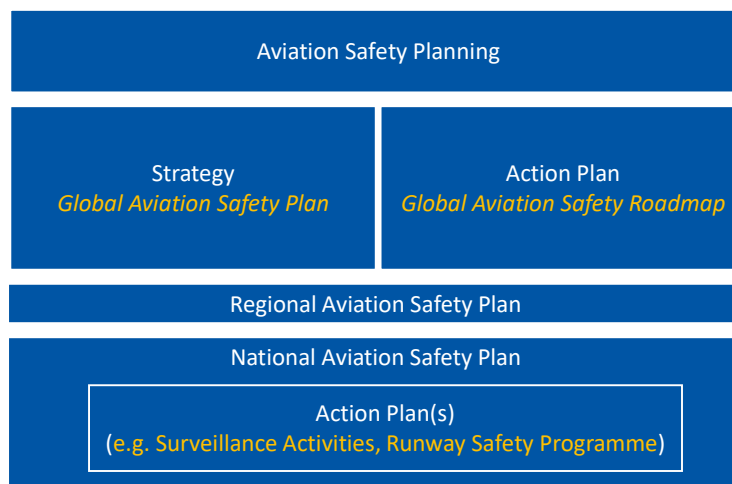 Aviation Safety Planning
Strategy
Global Aviation Safety Plan
Action Plan
Global Aviation Safety Roadmap
Regional Aviation Safety Plan
National Aviation Safety Plan
Action Plan(s)
(e.g. Surveillance Activities, Runway Safety Programme)